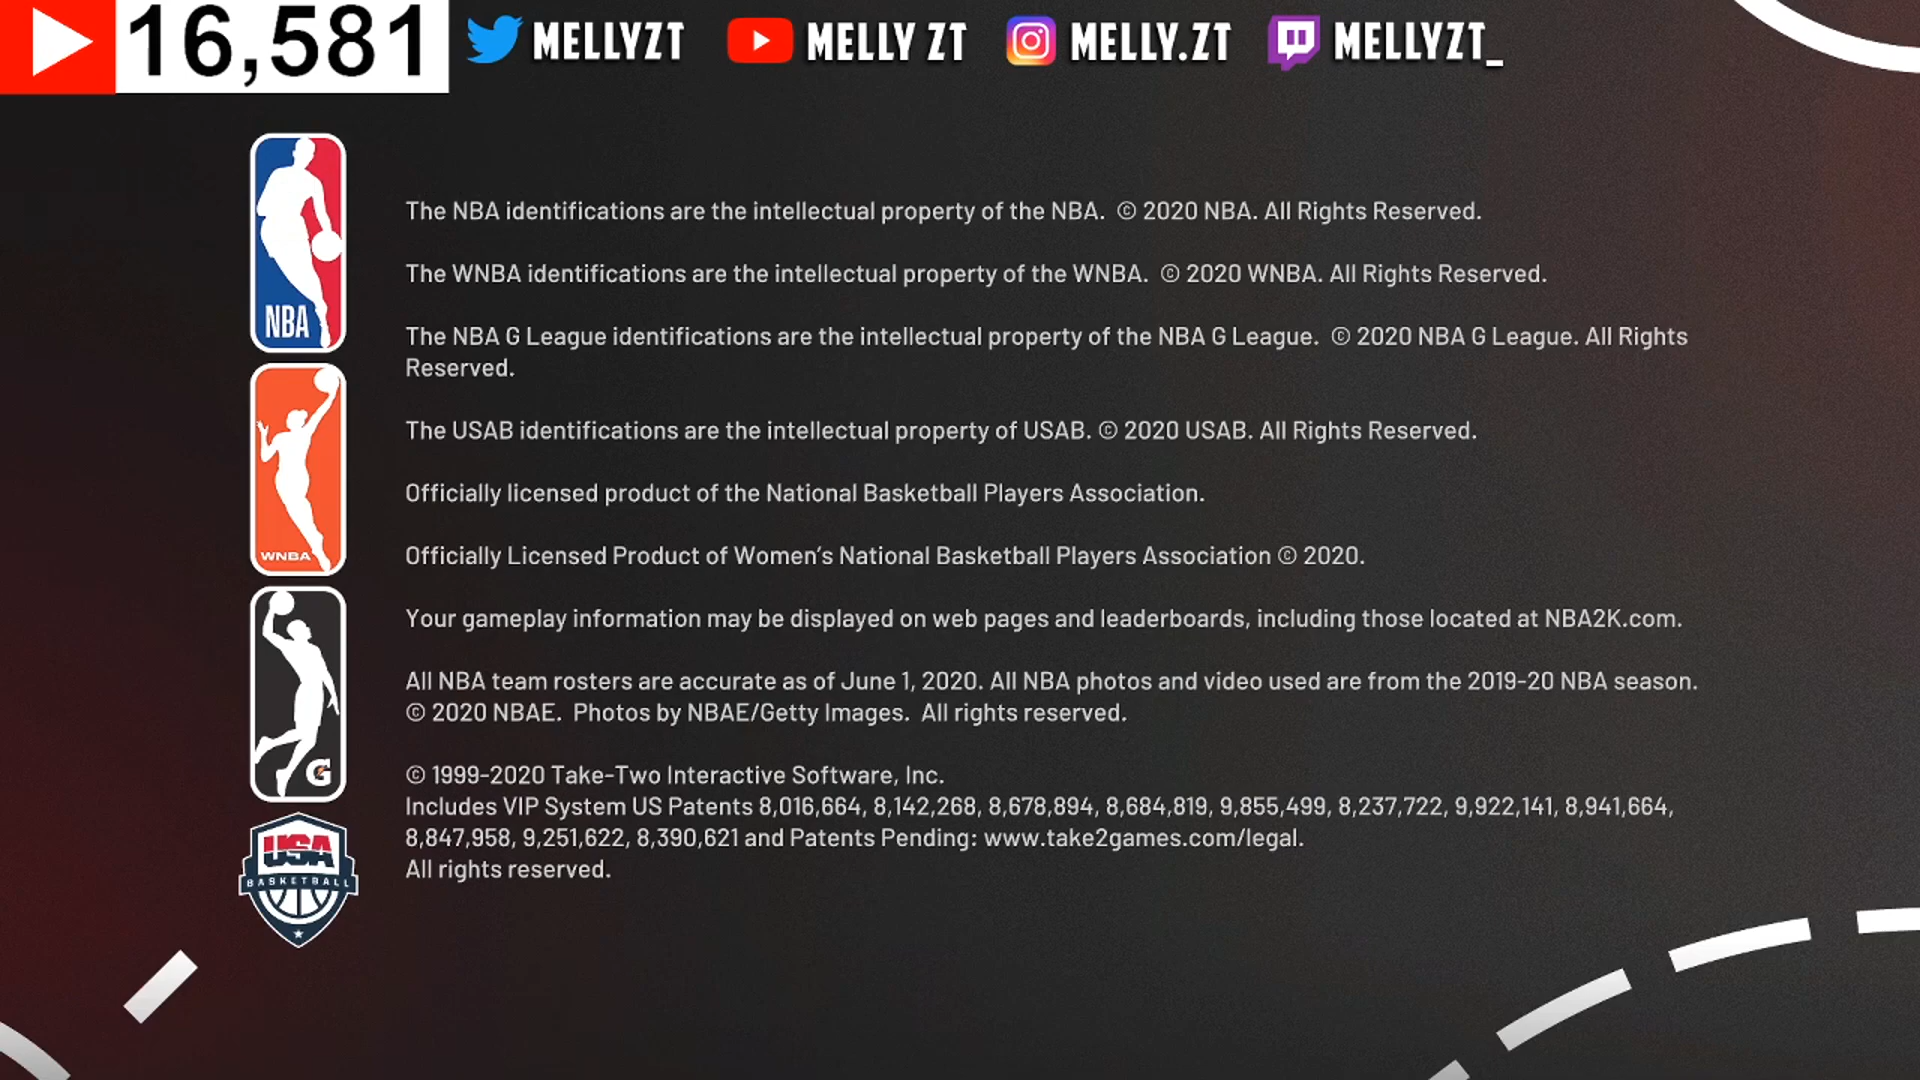 16,581 MELLYZT MELLY ZT MELLY.ZT MELLYZT_
NBA
The NBA identifications are the intellectual property of the NBA. © 2020 NBA. All Rights Reserved.
The WNBA identifications are the intellectual property of the WNBA. © 2020 WNBA. All Rights Reserved.
The NBA G League identifications are the intellectual property of the NBA G League. © 2020 NBA G League. All Rights
Reserved.
WNBA
The USAB identifications are the intellectual property of USAB. © 2020 USAB. All Rights Reserved.
Officially licensed product of the National Basketball Players Association.
Officially Licensed Product of Women’s National Basketball Players Association © 2020.
G
Your gameplay information may be displayed on web pages and leaderboards, including those located at NBA2K.com.
All NBA team rosters are accurate as of June 1, 2020. All NBA photos and video used are from the 2019-20 NBA season.
© 2020 NBAE. Photos by NBAE/Getty Images. All rights reserved.
© 1999-2020 Take-Two Interactive Software, Inc.
Includes VIP System US Patents 8,016,664, 8,142,268, 8,678,894, 8,684,819, 9,855,499, 8,237,722, 9,922,141, 8,941,664,
8,847,958, 9,251,622, 8,390,621 and Patents Pending: www.take2games.com/legal.
All rights reserved.
USA
BASKETBALL